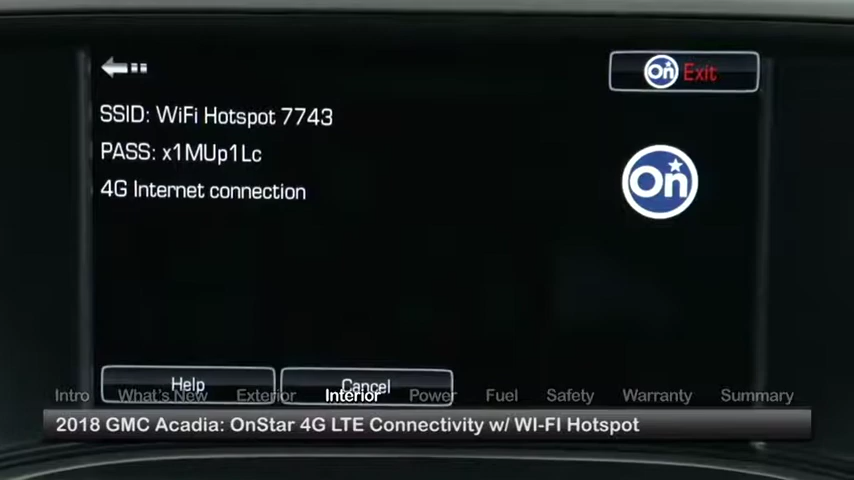 On Exit
SSID: WiFi Hotspot 7743
PASS: x1MUp1Lc
4G Internet connection
On
Help
Cancel
Intro What's New Exterior Interior Power Fuel Safety Warranty Summary
2018 GMC Acadia: OnStar 4G LTE Connectivity w/ WI-FI Hotspot